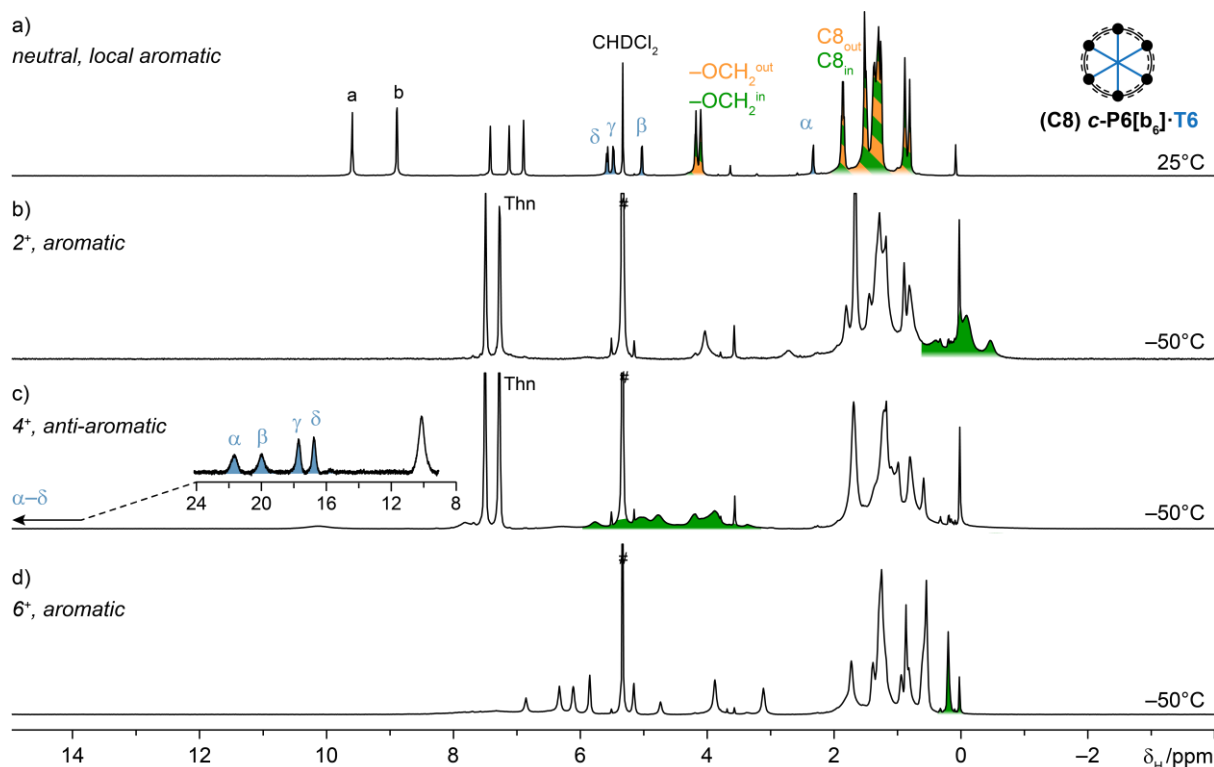 a)
neutral, local aromatic
a
b
CHDCl₂
–OCH₂ᵒᵘᵗ
–OCH₂ⁱⁿ
C8out
C8in
δ
γ
β
α
(C8) c-P6[b₆]·T6
25°C
b)
2⁺, aromatic
Thn
#
–50°C
c)
4⁺, anti-aromatic
Thn
#
α
β
γ
δ
24 20 16 12 8
α–δ
–50°C
d)
6⁺, aromatic
#
–50°C
14 12 10 8 6 4 2 0 –2 δH/ppm